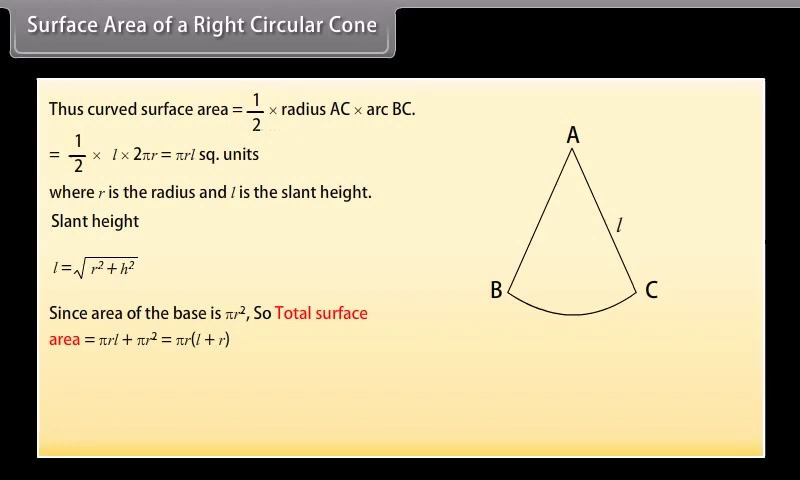 Surface Area of a Right Circular Cone
Thus curved surface area = 1/2 × radius AC × arc BC.
= 1/2 × l × 2πr = πrl sq. units
where r is the radius and l is the slant height.
Slant height
l = √(r² + h²)
Since area of the base is πr², So Total surface
area = πrl + πr² = πr(l + r)
A
l
B
C